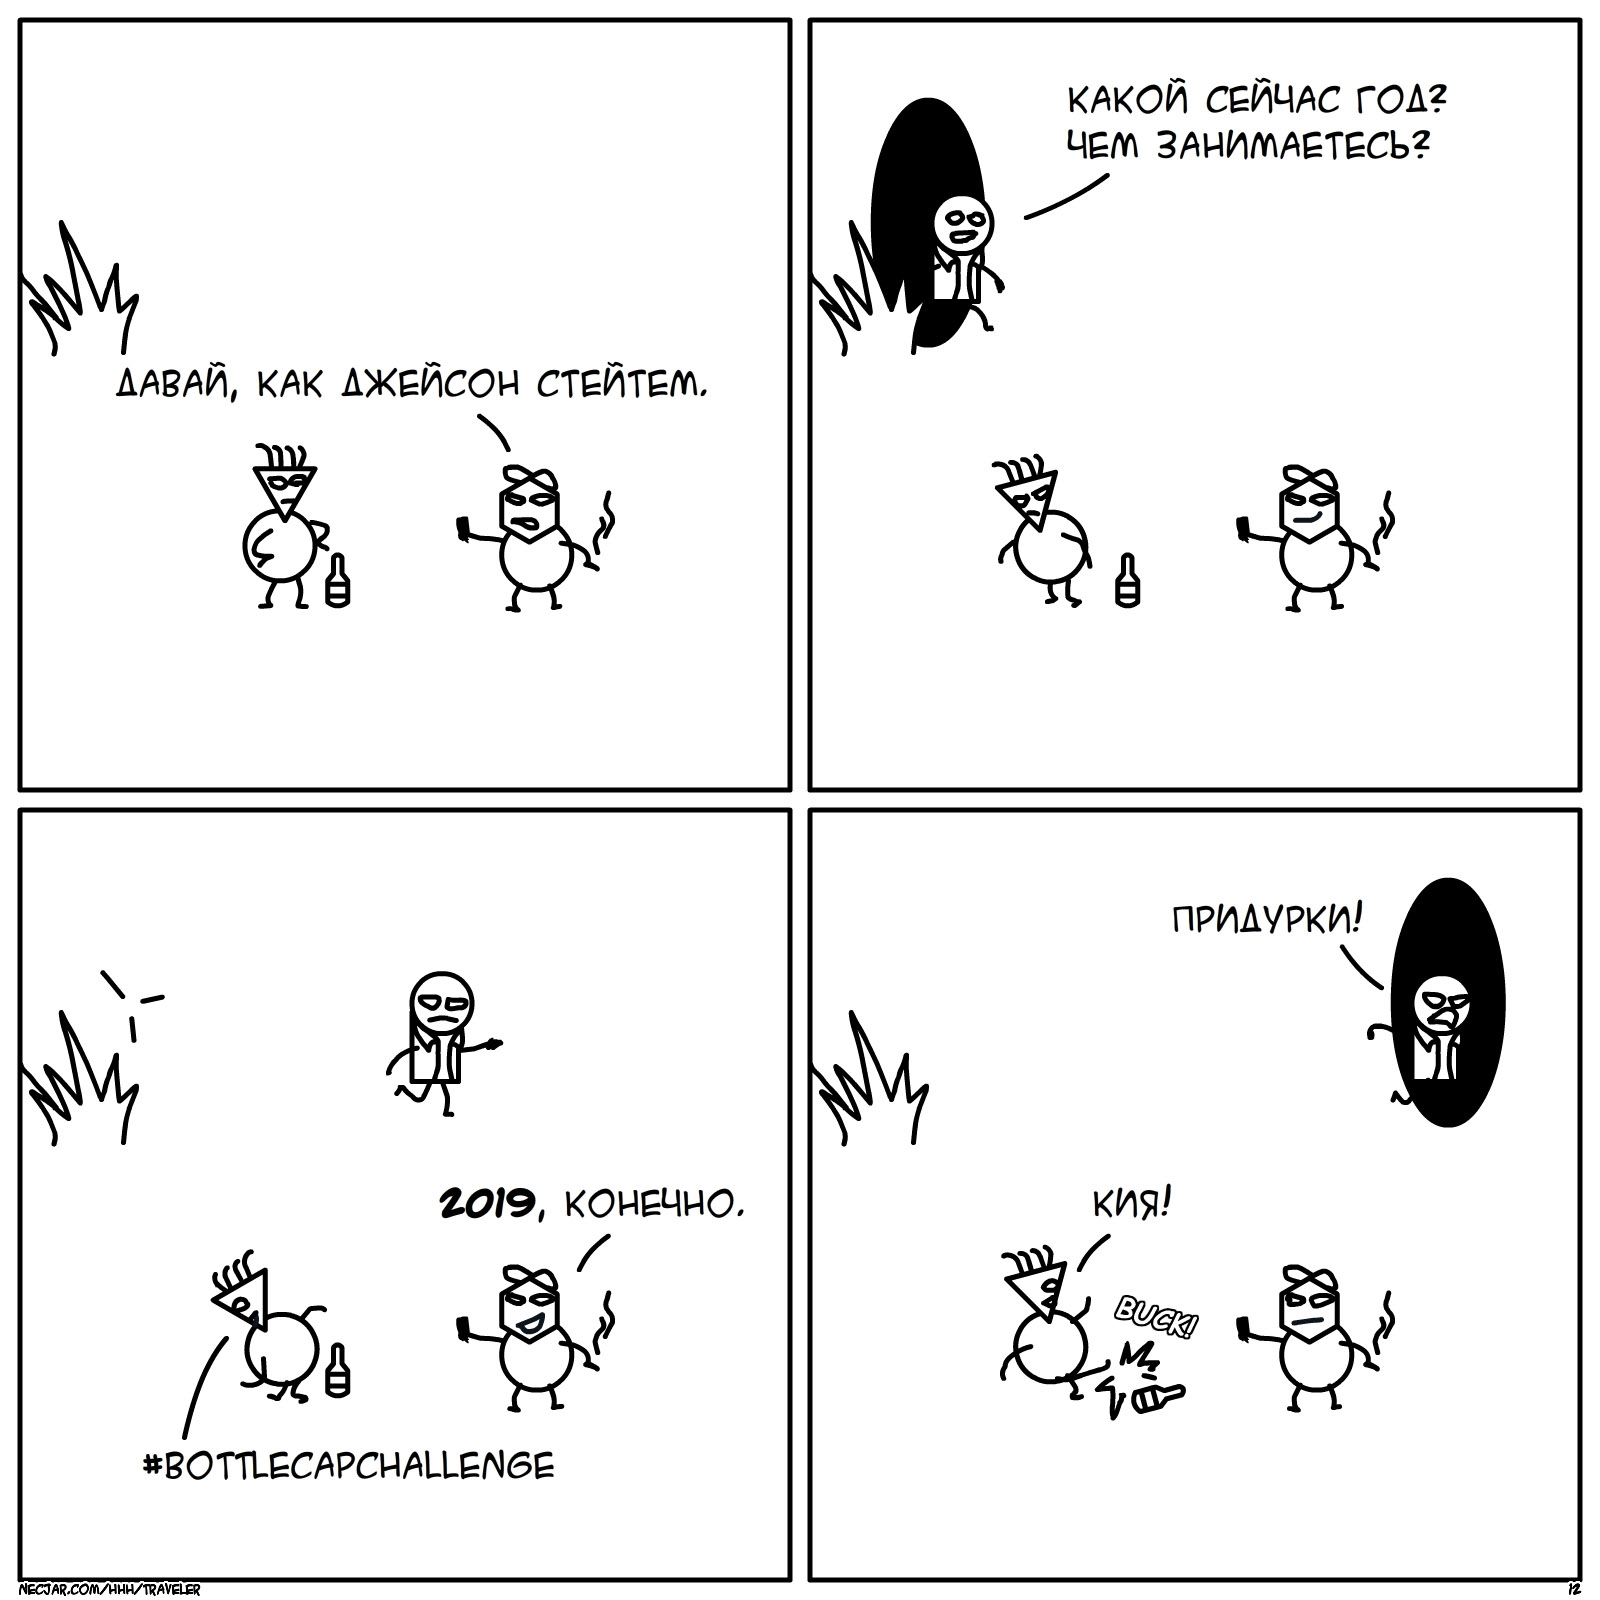 ДАВАЙ, КАК ДЖЕЙСОН СТЕЙТЕМ.
КАКОЙ СЕЙЧАС ГОД?
ЧЕМ ЗАНИМАЕТЕСЬ?
2019, КОНЕЧНО.
#BOTTLECAPCHALLENGE
ПРИДУРКИ!
КИЯ!
BUCK!
NECJAR.COM/HHH/TRAVELER
12